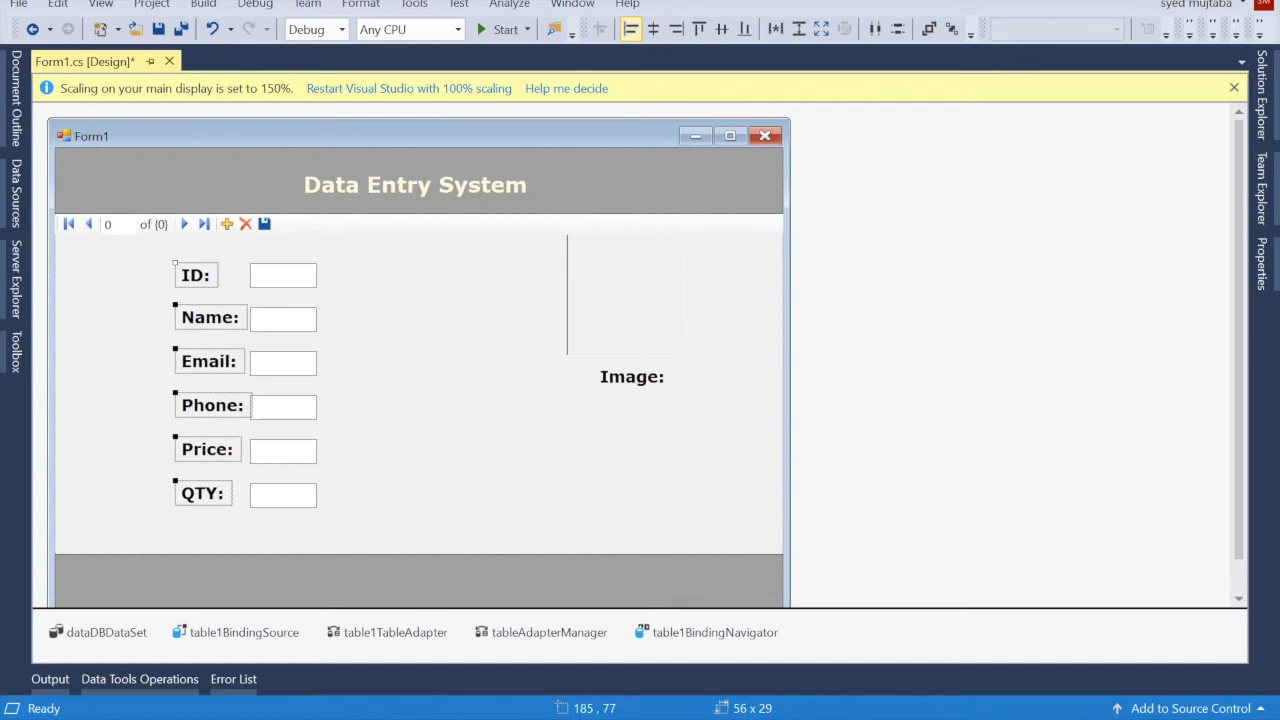 File Edit View Project Build Debug Team Format Tools Test Analyze Window Help syed mujtaba SM
Debug Any CPU Start
Form1.cs [Design]*
Scaling on your main display is set to 150%. Restart Visual Studio with 100% scaling Help me decide
Document Outline
Data Sources
Server Explorer
Toolbox
Form1
Data Entry System
0 of {0}
ID:
Name:
Email:
Phone:
Price:
QTY:
Image:
Solution Explorer
Team Explorer
Properties
dataDBDataSet table1BindingSource table1TableAdapter tableAdapterManager table1BindingNavigator
Output Data Tools Operations Error List
Ready 185 , 77 56 x 29 Add to Source Control